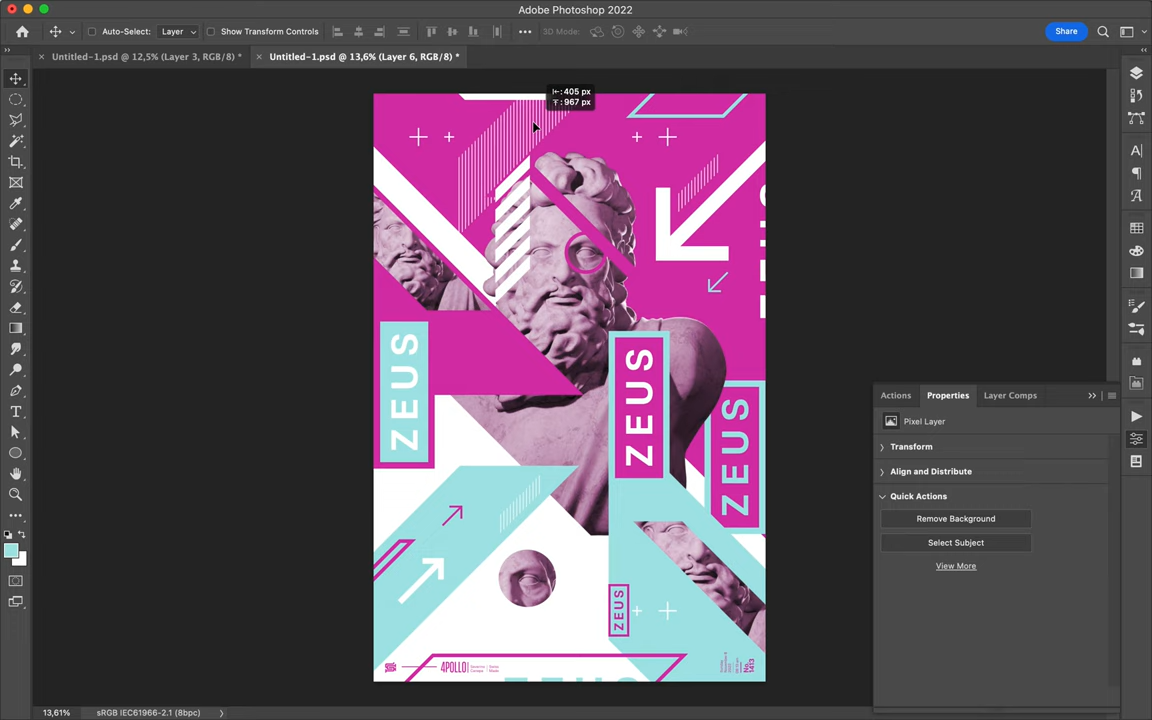 Adobe Photoshop 2022
Auto-Select:
Layer
Show Transform Controls
3D Mode:
Share
Untitled-1.psd @ 12,5% (Layer 3, RGB/8) *
Untitled-1.psd @ 13,6% (Layer 6, RGB/8) *
405 px
967 px
ZEUS
ZEUS
ZEUS
ZEUS
4POLLO
No.
1413
Actions
Properties
Layer Comps
Pixel Layer
Transform
Align and Distribute
Quick Actions
Remove Background
Select Subject
View More
13,61%
sRGB IEC61966-2.1 (8bpc)